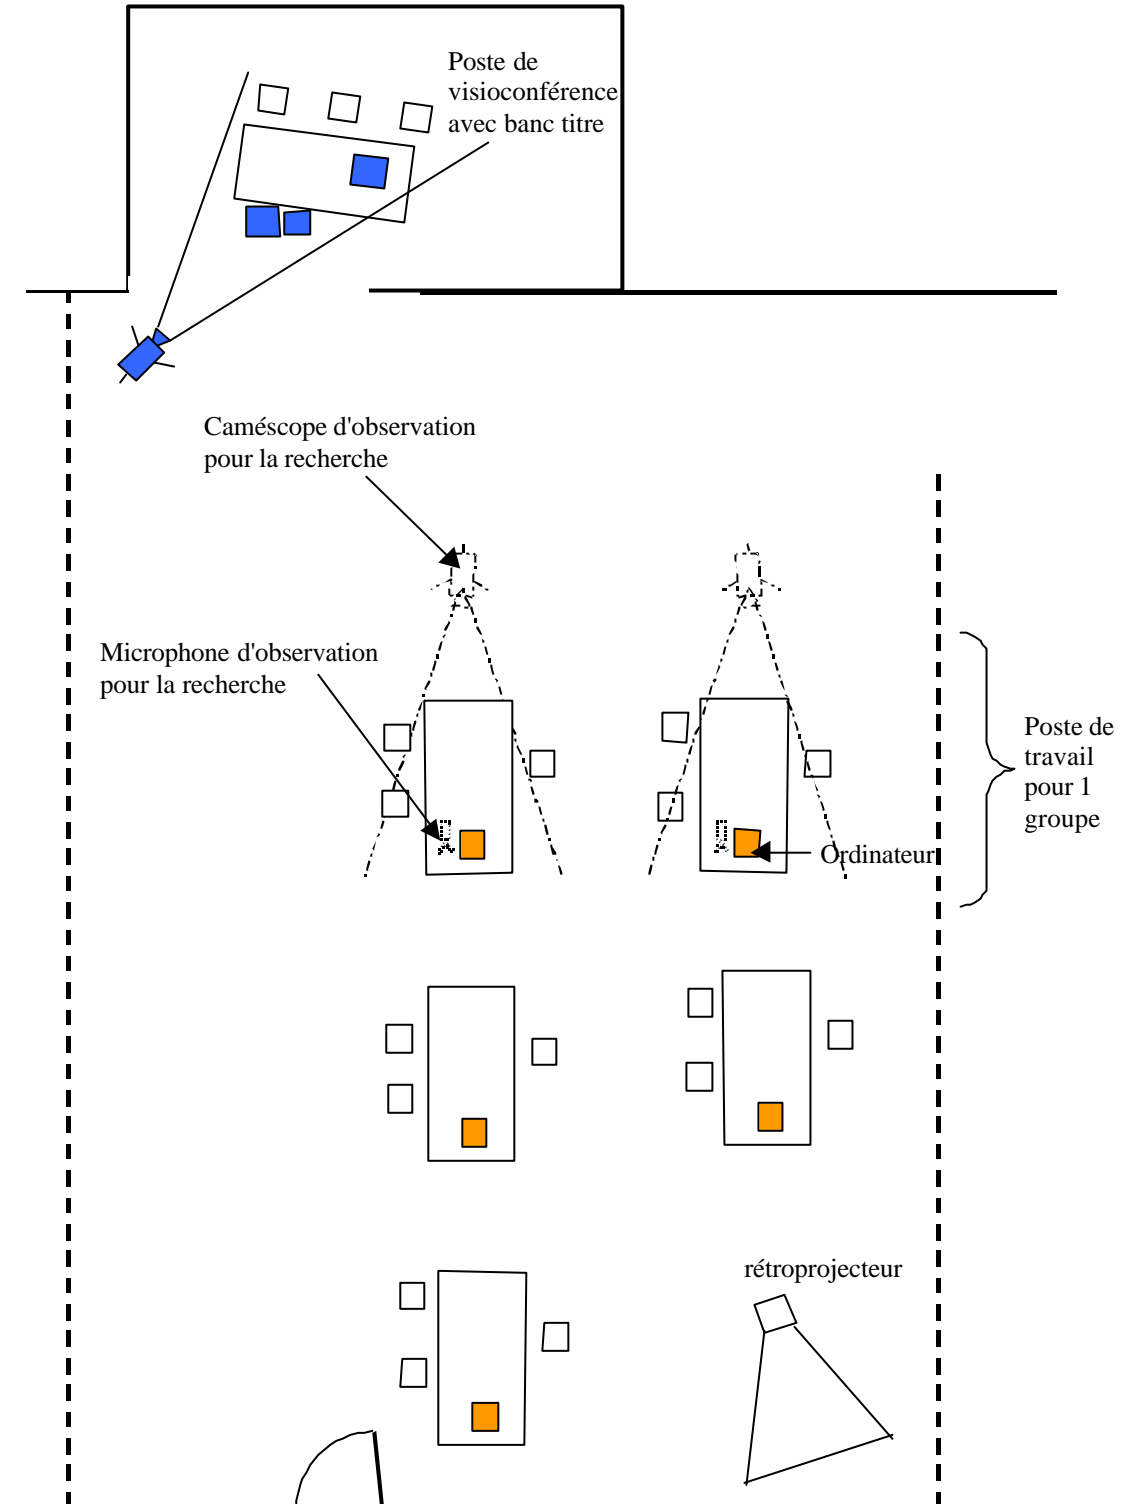 Poste de
visioconférence
avec banc titre
Caméscope d'observation
pour la recherche
Microphone d'observation
pour la recherche
Poste de
travail
pour 1
groupe
Ordinateur
rétroprojecteur